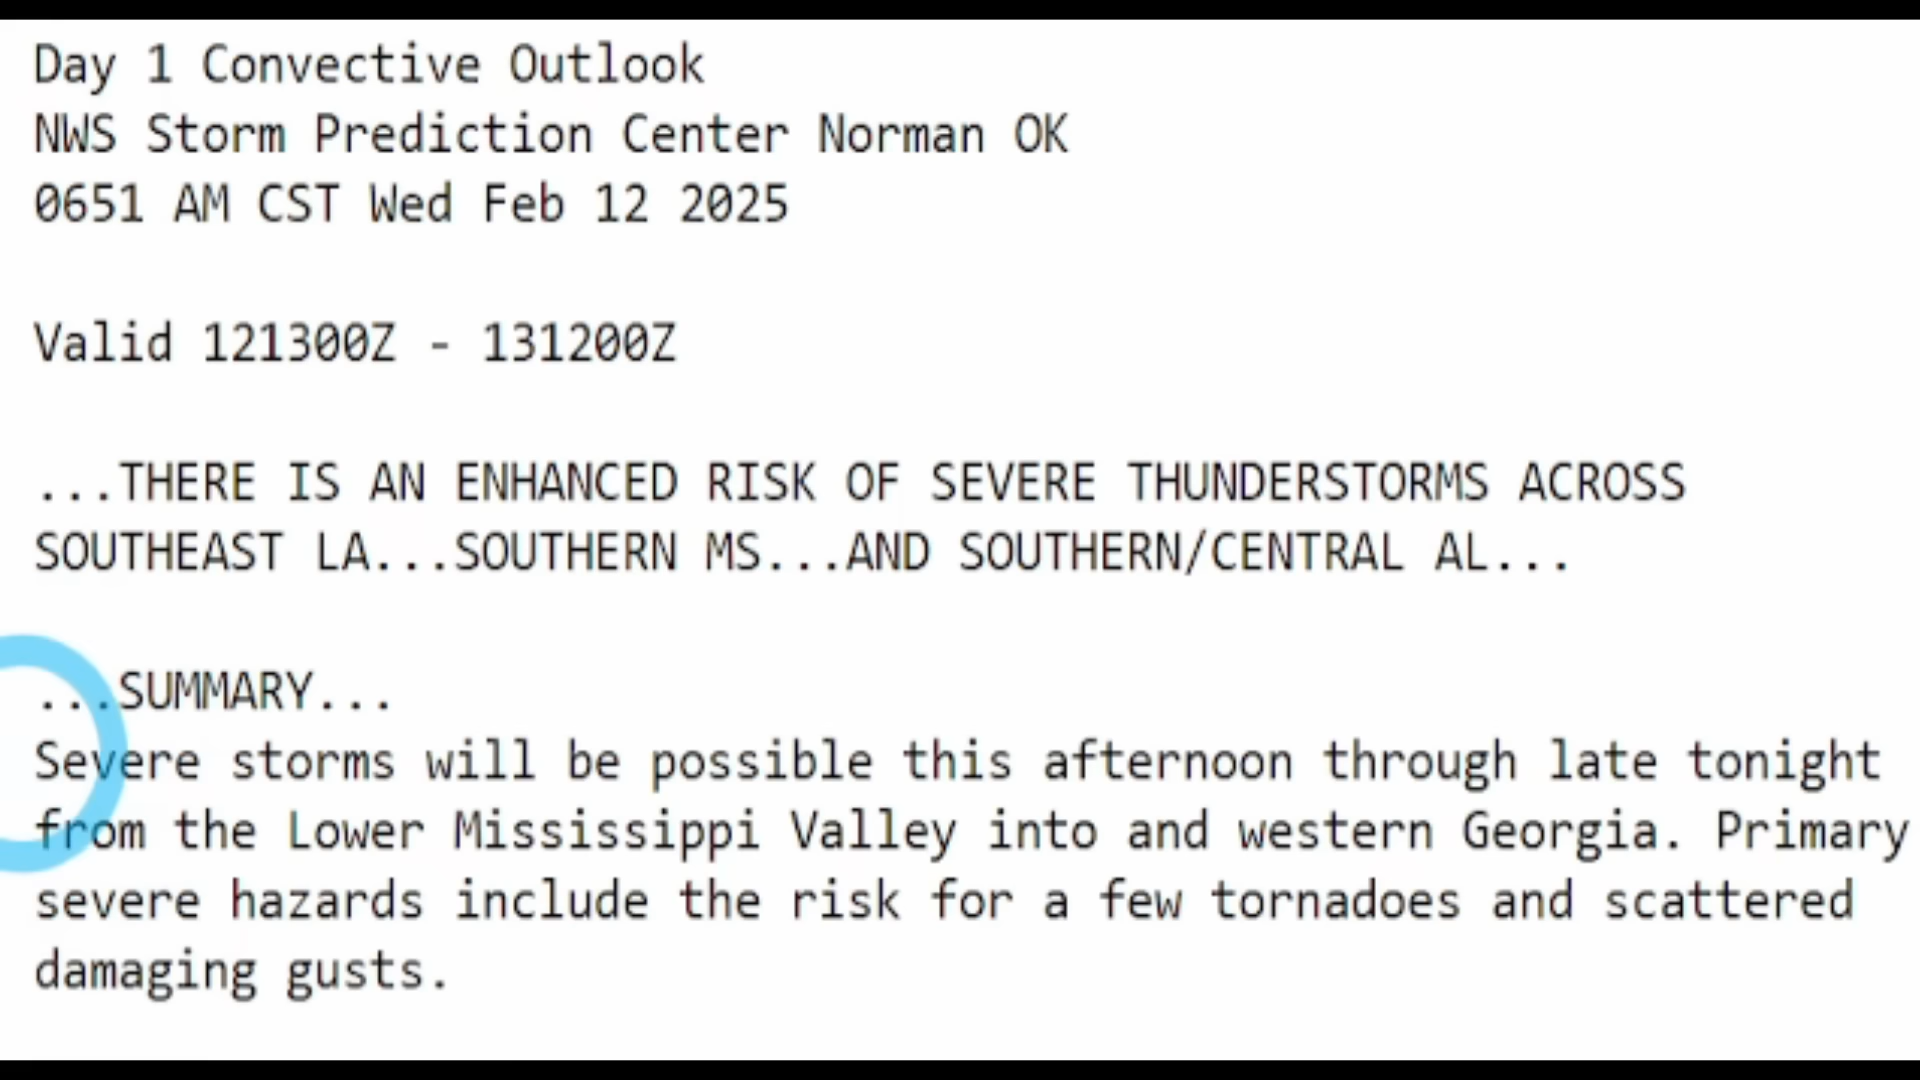 Day 1 Convective Outlook
NWS Storm Prediction Center Norman OK
0651 AM CST Wed Feb 12 2025
Valid 121300Z - 131200Z
...THERE IS AN ENHANCED RISK OF SEVERE THUNDERSTORMS ACROSS
SOUTHEAST LA...SOUTHERN MS...AND SOUTHERN/CENTRAL AL...
...SUMMARY...
Severe storms will be possible this afternoon through late tonight
from the Lower Mississippi Valley into and western Georgia. Primary
severe hazards include the risk for a few tornadoes and scattered
damaging gusts.